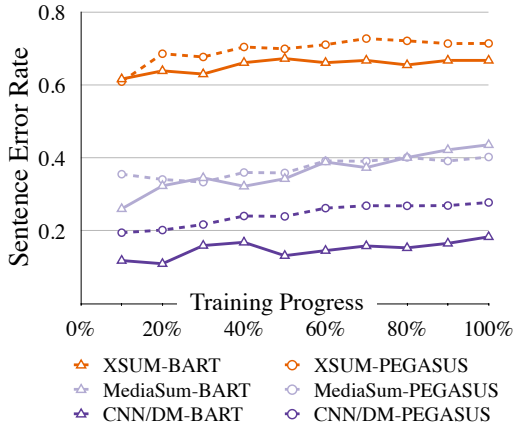 0.8
0.6
0.4
0.2
Sentence Error Rate
Training Progress
0% 20% 40% 60% 80% 100%
XSUM-BART XSUM-PEGASUS
MediaSum-BART MediaSum-PEGASUS
CNN/DM-BART CNN/DM-PEGASUS